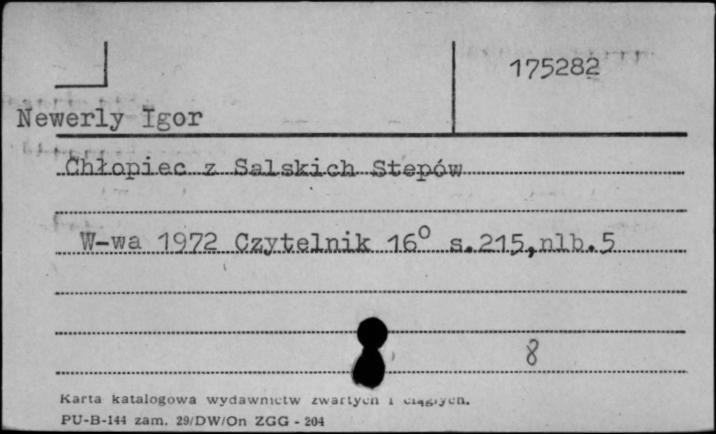 175282
Newerly Igor
Chłopiec z Salskich Stepów
W-wa 1972 Czytelnik 16° s.215,nlb.5
8
Karta katalogowa wydawnictw zwartych i ciągłych.
PU-B-144 zam. 29/DW/On ZGG - 204